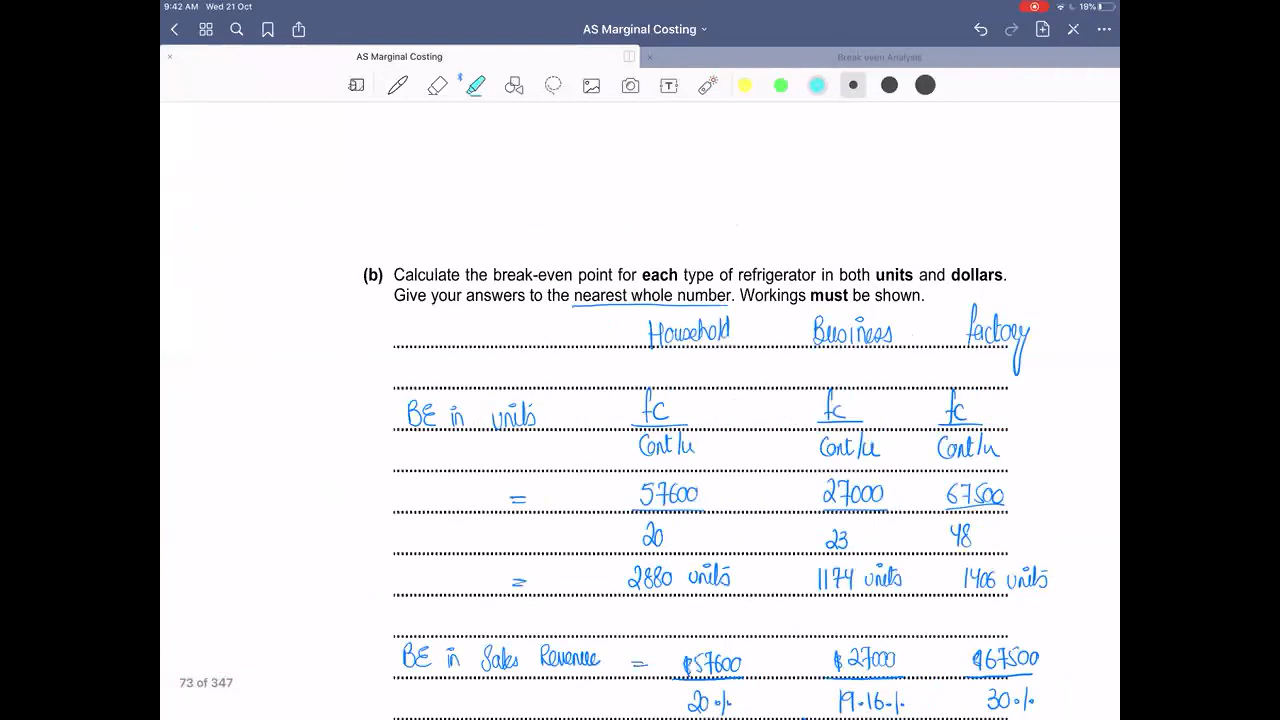 9:42 AM Wed 21 Oct
19%
AS Marginal Costing
AS Marginal Costing
Break even Analysis
(b) Calculate the break-even point for each type of refrigerator in both units and dollars.
Give your answers to the nearest whole number. Workings must be shown.
Household Business factory
BE in units fc fc fc
Cont/u Cont/u Cont/u
= 57600 27000 67500
20 23 48
= 2880 units 1174 units 1406 units
BE in Sales Revenue = $57600 $27000 $67500
20% 19.16% 30%
73 of 347